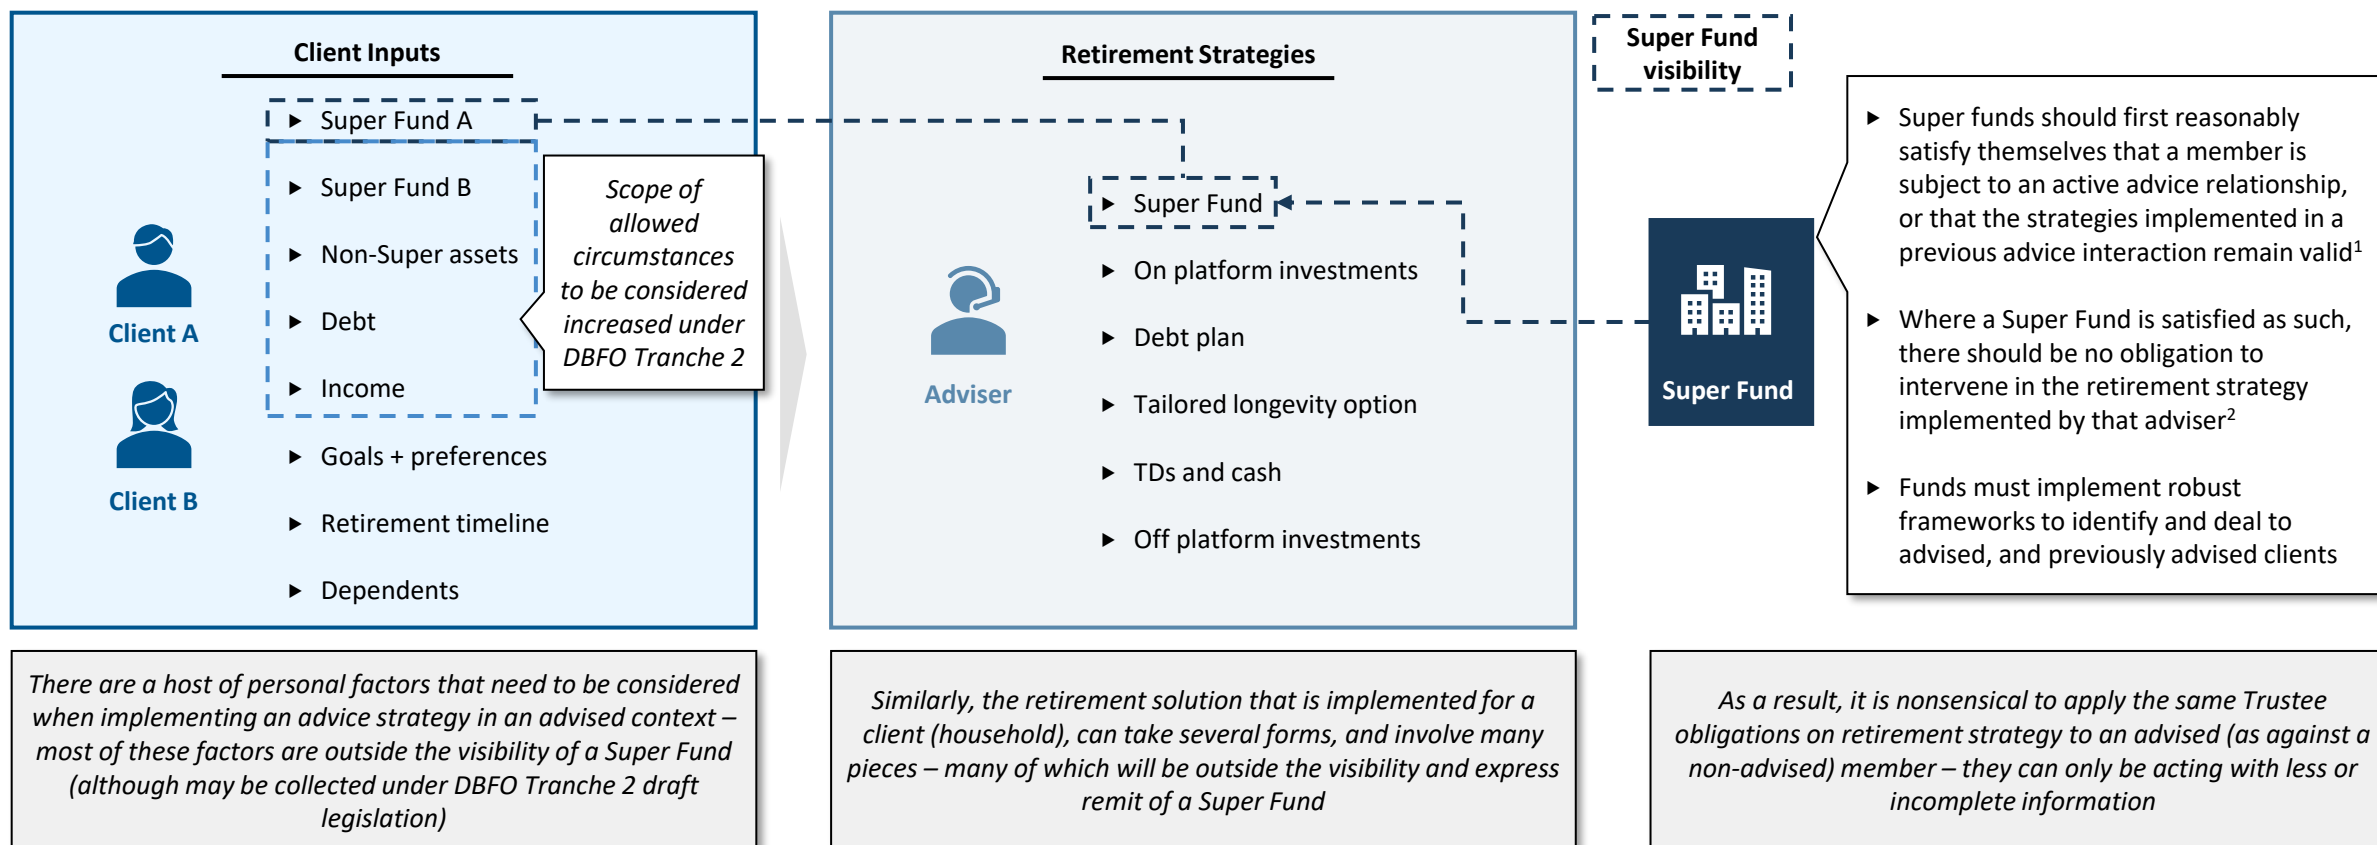 Client Inputs
► Super Fund A
► Super Fund B
► Non-Super assets
► Debt
► Income
► Goals + preferences
► Retirement timeline
► Dependents
Client A
Client B
Scope of
allowed
circumstances
to be considered
increased under
DBFO Tranche 2
Retirement Strategies
► Super Fund
► On platform investments
► Debt plan
► Tailored longevity option
► TDs and cash
► Off platform investments
Adviser
Super Fund
visibility
Super Fund
► Super funds should first reasonably
satisfy themselves that a member is
subject to an active advice relationship,
or that the strategies implemented in a
previous advice interaction remain valid¹
► Where a Super Fund is satisfied as such,
there should be no obligation to
intervene in the retirement strategy
implemented by that adviser²
► Funds must implement robust
frameworks to identify and deal to
advised, and previously advised clients
There are a host of personal factors that need to be considered
when implementing an advice strategy in an advised context –
most of these factors are outside the visibility of a Super Fund
(although may be collected under DBFO Tranche 2 draft
legislation)
Similarly, the retirement solution that is implemented for a
client (household), can take several forms, and involve many
pieces – many of which will be outside the visibility and express
remit of a Super Fund
As a result, it is nonsensical to apply the same Trustee
obligations on retirement strategy to an advised (as against a
non-advised) member – they can only be acting with less or
incomplete information